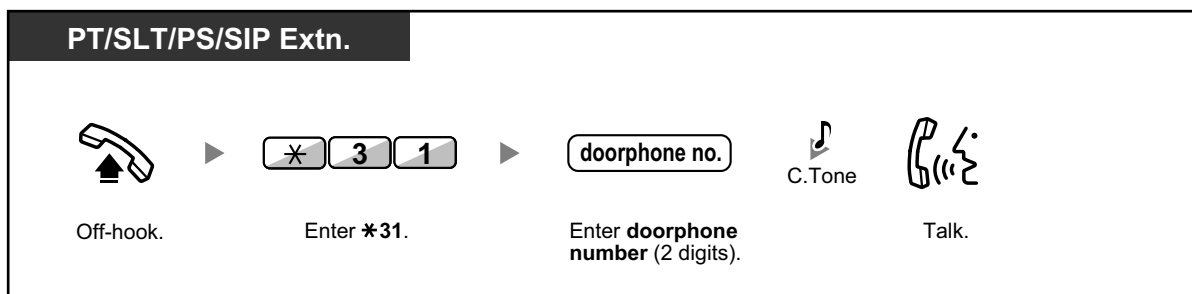 PT/SLT/PS/SIP Extn.
✳ 3 1
doorphone no.
C.Tone
Off-hook.
Enter ✳31.
Enter doorphone
number (2 digits).
Talk.